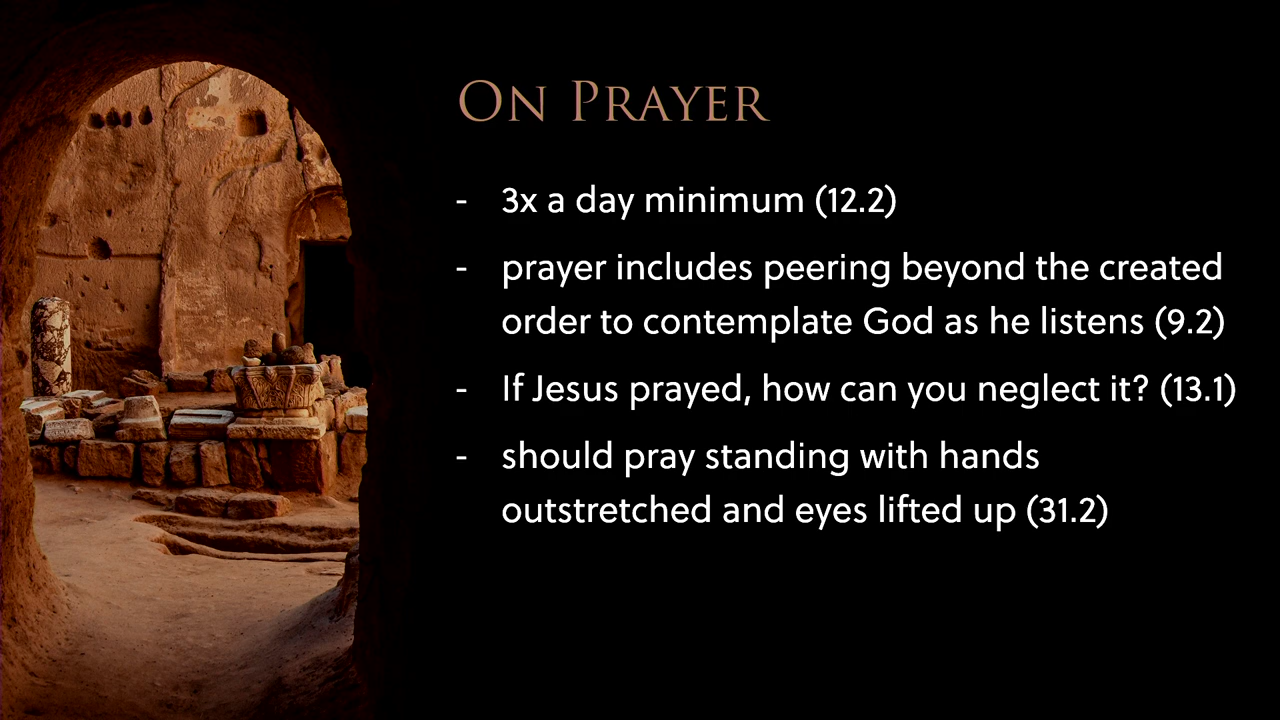 On Prayer
- 3x a day minimum (12.2)
- prayer includes peering beyond the created
order to contemplate God as he listens (9.2)
- If Jesus prayed, how can you neglect it? (13.1)
- should pray standing with hands
outstretched and eyes lifted up (31.2)